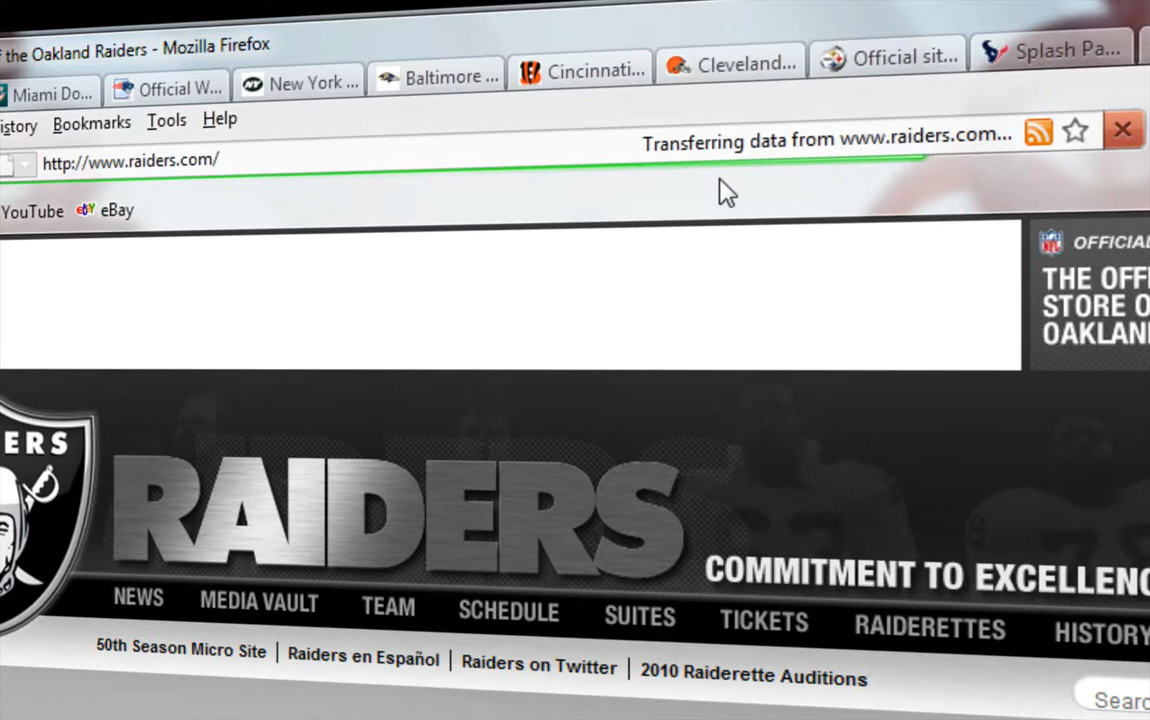 f the Oakland Raiders - Mozilla Firefox
Miami Do... Official W... New York ... Baltimore ... Cincinnati... Cleveland... Official sit... Splash Pa...
istory Bookmarks Tools Help
http://www.raiders.com/ Transferring data from www.raiders.com...
YouTube ebY eBay
OFFICIAL
THE OFFI
STORE O
OAKLAN
ERS
RAIDERS
COMMITMENT TO EXCELLENC
NEWS MEDIA VAULT TEAM SCHEDULE SUITES TICKETS RAIDERETTES HISTORY
50th Season Micro Site | Raiders en Español | Raiders on Twitter | 2010 Raiderette Auditions
Searc